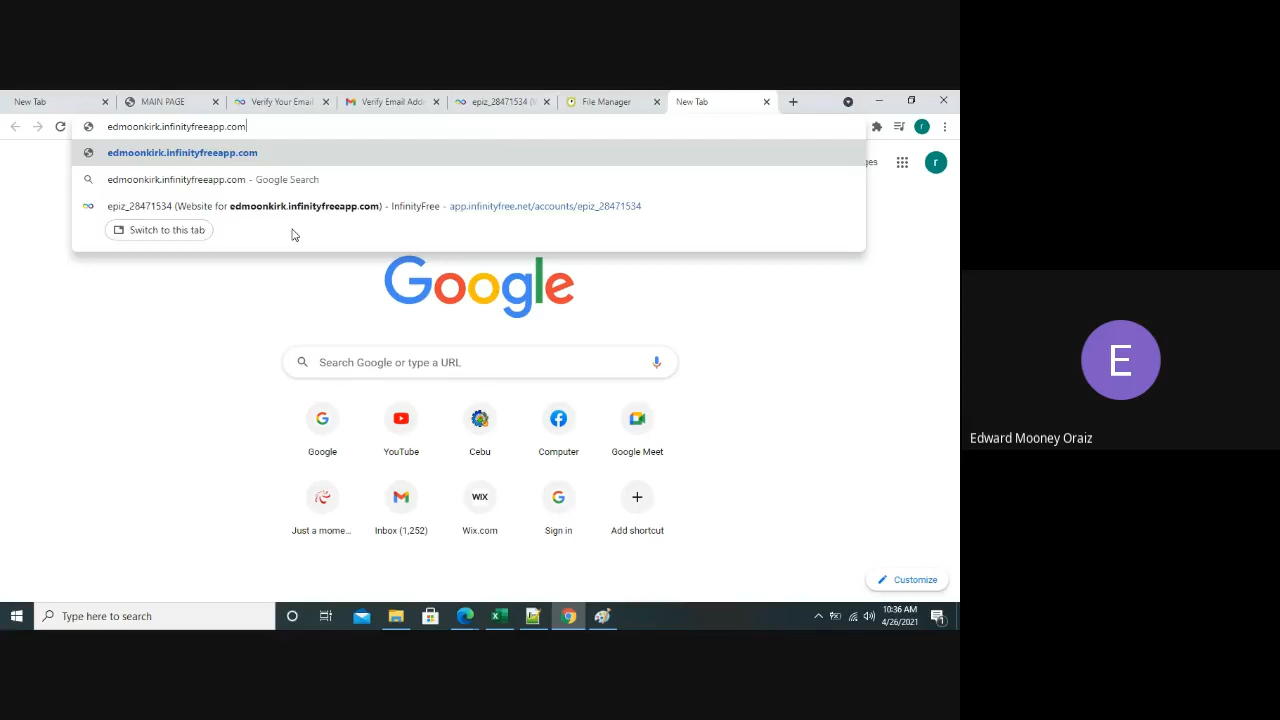 New Tab
MAIN PAGE
Verify Your Email
Verify Email Add
epiz_28471534 (W
File Manager
New Tab
edmoonkirk.infinityfreeapp.com
r
edmoonkirk.infinityfreeapp.com
edmoonkirk.infinityfreeapp.com - Google Search
epiz_28471534 (Website for edmoonkirk.infinityfreeapp.com) - InfinityFree - app.infinityfree.net/accounts/epiz_28471534
Switch to this tab
ges
r
Google
Search Google or type a URL
Google
YouTube
Cebu
Computer
Google Meet
WIX
Just a mome...
Inbox (1,252)
Wix.com
Sign in
Add shortcut
Customize
Type here to search
10:36 AM
4/26/2021
1
E
Edward Mooney Oraiz